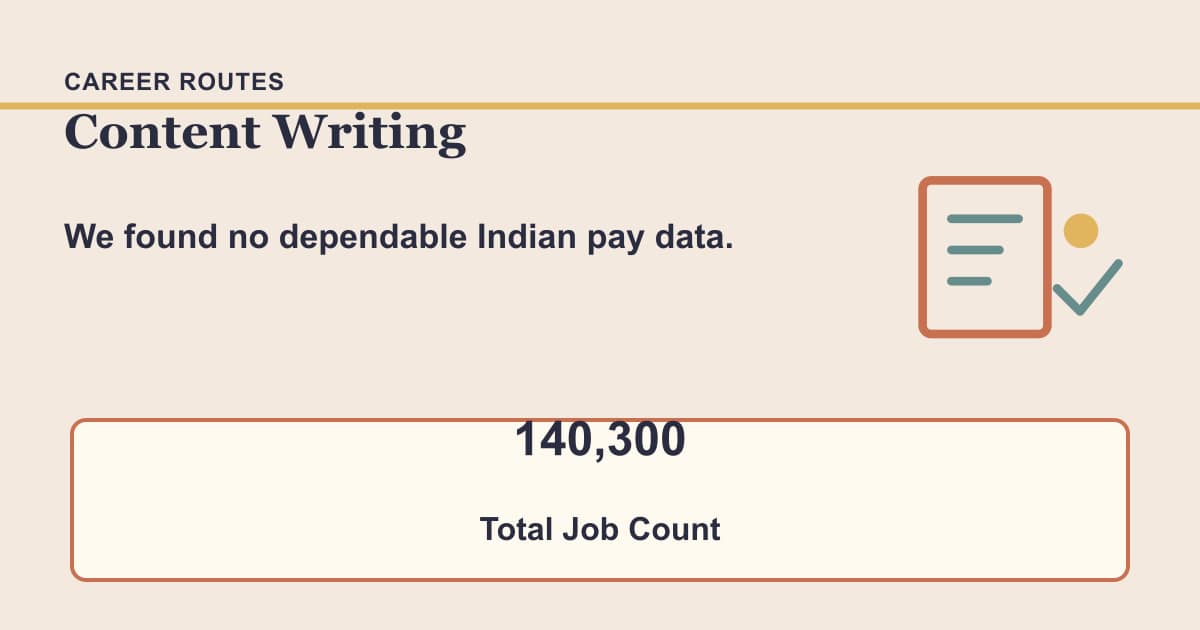 CAREER ROUTES
Content Writing
We found no dependable Indian pay data.
140,300
Total Job Count